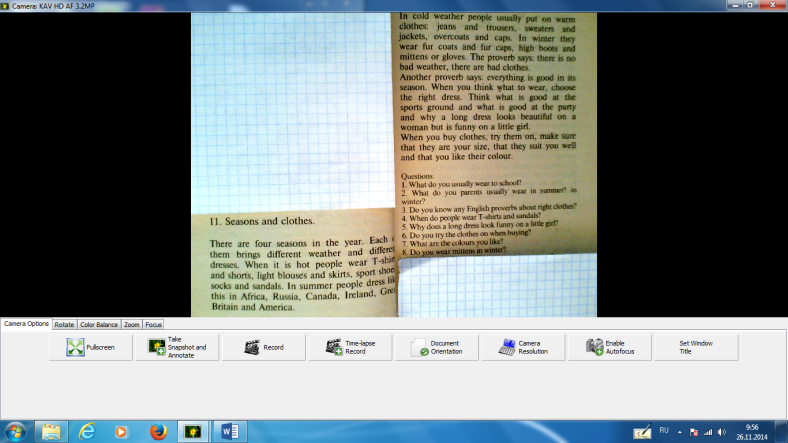 Camera: KAV HD AF 3.2MP
11. Seasons and clothes.
There are four seasons in the year. Each
them brings different weather and differe
dresses. When it is hot people wear T-shir
and shorts, light blouses and skirts, sport shoe
socks and sandals. In summer people dress lik
this in Africa, Russia, Canada, Ireland, Gre
Britain and America.
In cold weather people usually put on warm
clothes: jeans and trousers, sweaters and
jackets, overcoats and caps. In winter they
wear fur coats and fur caps, high boots and
mittens or gloves. The proverb says: there is no
bad weather, there are bad clothes.
Another proverb says: everything is good in its
season. When you think what to wear, choose
the right dress. Think what is good at the
sports ground and what is good at the party
and why a long dress looks beautiful on a
woman but is funny on a little girl.
When you buy clothes, try them on, make sure
that they are your size, that they suit you well
and that you like their colour.
Questions:
1. What do you usually wear to school?
2. What do you parents usually wear in summer? in
winter?
3. Do you know any English proverbs about right clothes?
4. When do people wear T-shirts and sandals?
5. Why does a long dress look funny on a little girl?
6. Do you try the clothes on when buying?
7. What are the colours you like?
8. Do you wear mittens in winter?
Camera Options
Rotate
Color Balance
Zoom
Focus
Fullscreen
Take
Snapshot and
Annotate
Record
Time-lapse
Record
Document
Orientation
Camera
Resolution
Enable
Autofocus
Set Window
Title
RU
9:56
26.11.2014